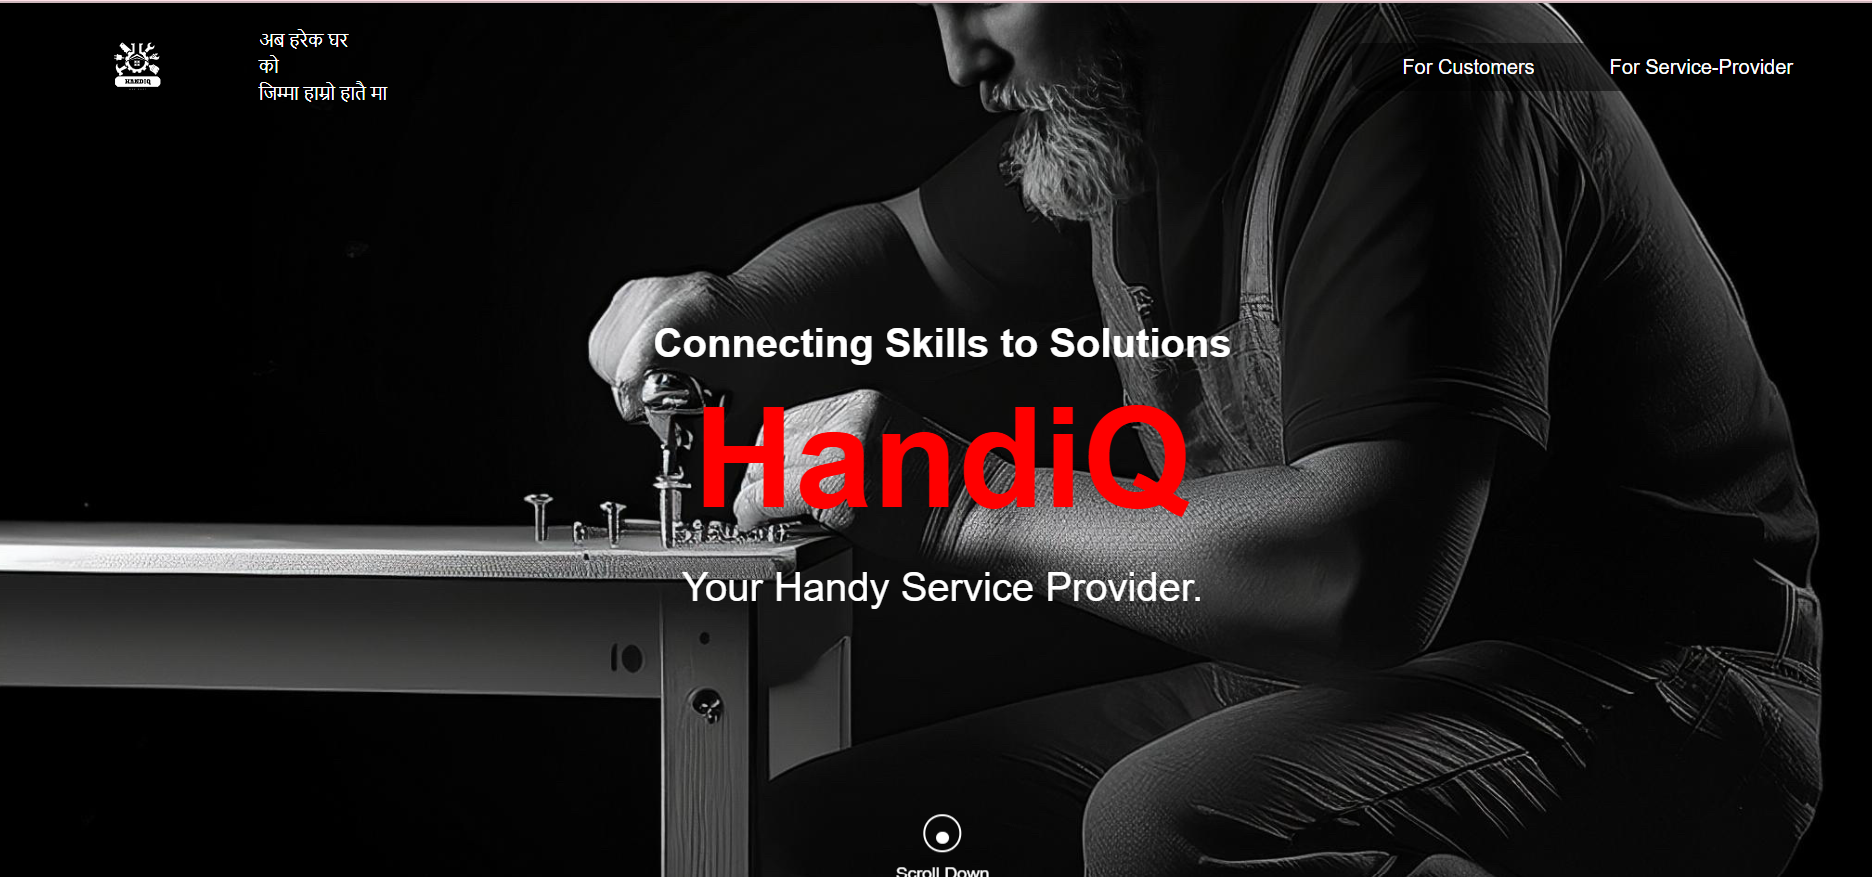 HANDIQ
अब हरेक घर
को
जिम्मा हाम्रो हातै मा
For Customers
For Service-Provider
Connecting Skills to Solutions
HandiQ
Your Handy Service Provider.
Scroll Down